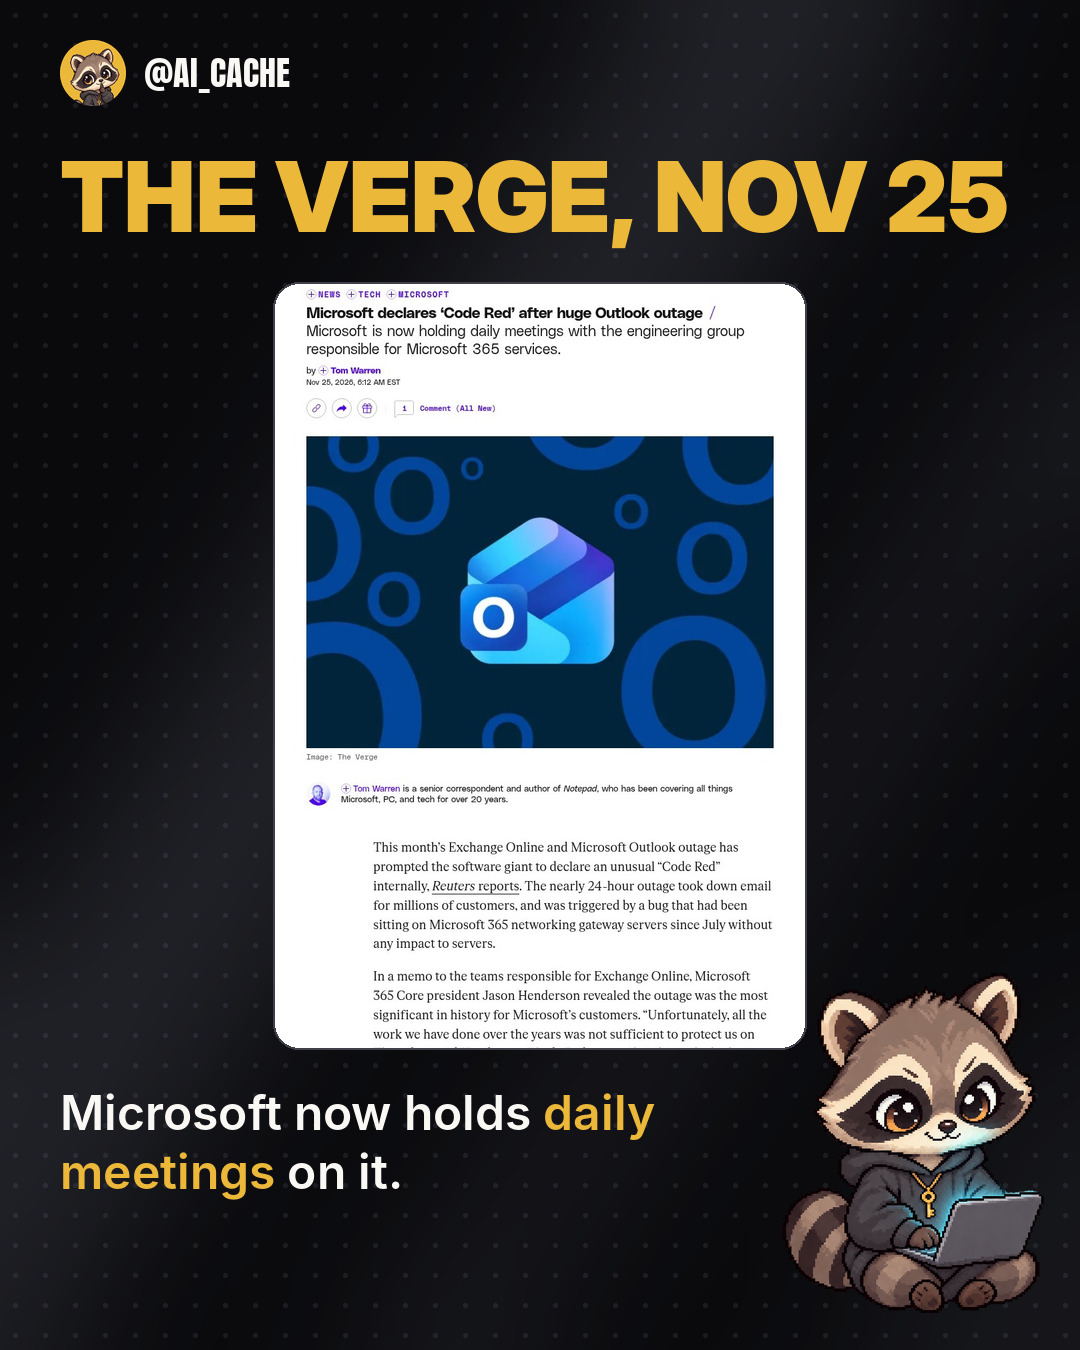 @AI_CACHE
THE VERGE, NOV 25
NEWS TECH MICROSOFT
Microsoft declares ‘Code Red’ after huge Outlook outage /
Microsoft is now holding daily meetings with the engineering group
responsible for Microsoft 365 services.
by Tom Warren
Nov 25, 2026, 6:12 AM EST
1 Comment (All New)
O
Image: The Verge
Tom Warren is a senior correspondent and author of Notepad, who has been covering all things
Microsoft, PC, and tech for over 20 years.
This month’s Exchange Online and Microsoft Outlook outage has
prompted the software giant to declare an unusual “Code Red”
internally, Reuters reports. The nearly 24-hour outage took down email
for millions of customers, and was triggered by a bug that had been
sitting on Microsoft 365 networking gateway servers since July without
any impact to servers.
In a memo to the teams responsible for Exchange Online, Microsoft
365 Core president Jason Henderson revealed the outage was the most
significant in history for Microsoft’s customers. “Unfortunately, all the
work we have done over the years was not sufficient to protect us on
Microsoft now holds daily
meetings on it.